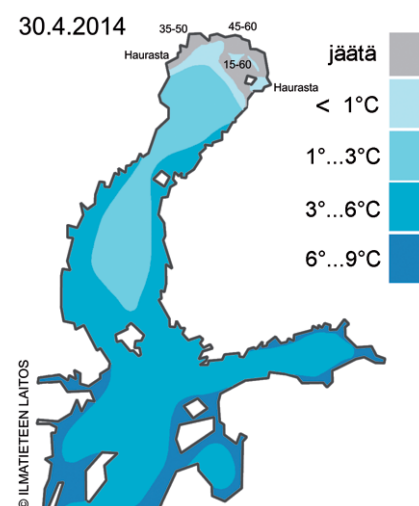 30.4.2014
35-50
45-60
Haurasta
15-60
Haurasta
jäätä
< 1°C
1°...3°C
3°...6°C
6°...9°C
© ILMATIETEEN LAITOS